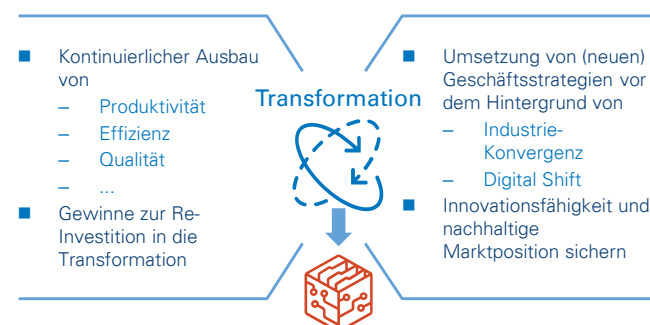 ■ Kontinuierlicher Ausbau
von
– Produktivität
– Effizienz
– Qualität
– ...
■ Gewinne zur Re-
Investition in die
Transformation
Transformation
■ Umsetzung von (neuen)
Geschäftsstrategien vor
dem Hintergrund von
– Industrie-
Konvergenz
– Digital Shift
■ Innovationsfähigkeit und
nachhaltige
Marktposition sichern